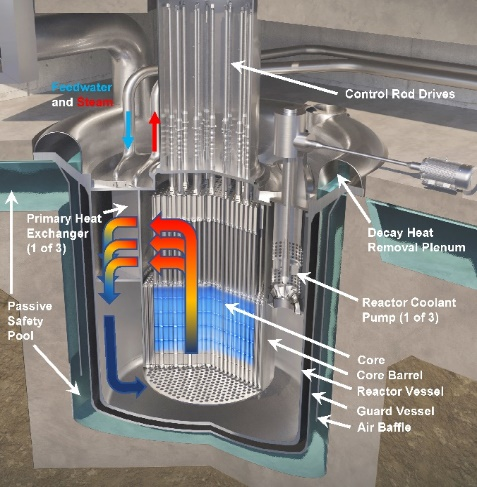 Feedwater
and Steam
Control Rod Drives
Primary Heat
Exchanger
(1 of 3)
Decay Heat
Removal Plenum
Passive
Safety
Pool
Reactor Coolant
Pump (1 of 3)
Core
Core Barrel
Reactor Vessel
Guard Vessel
Air Baffle